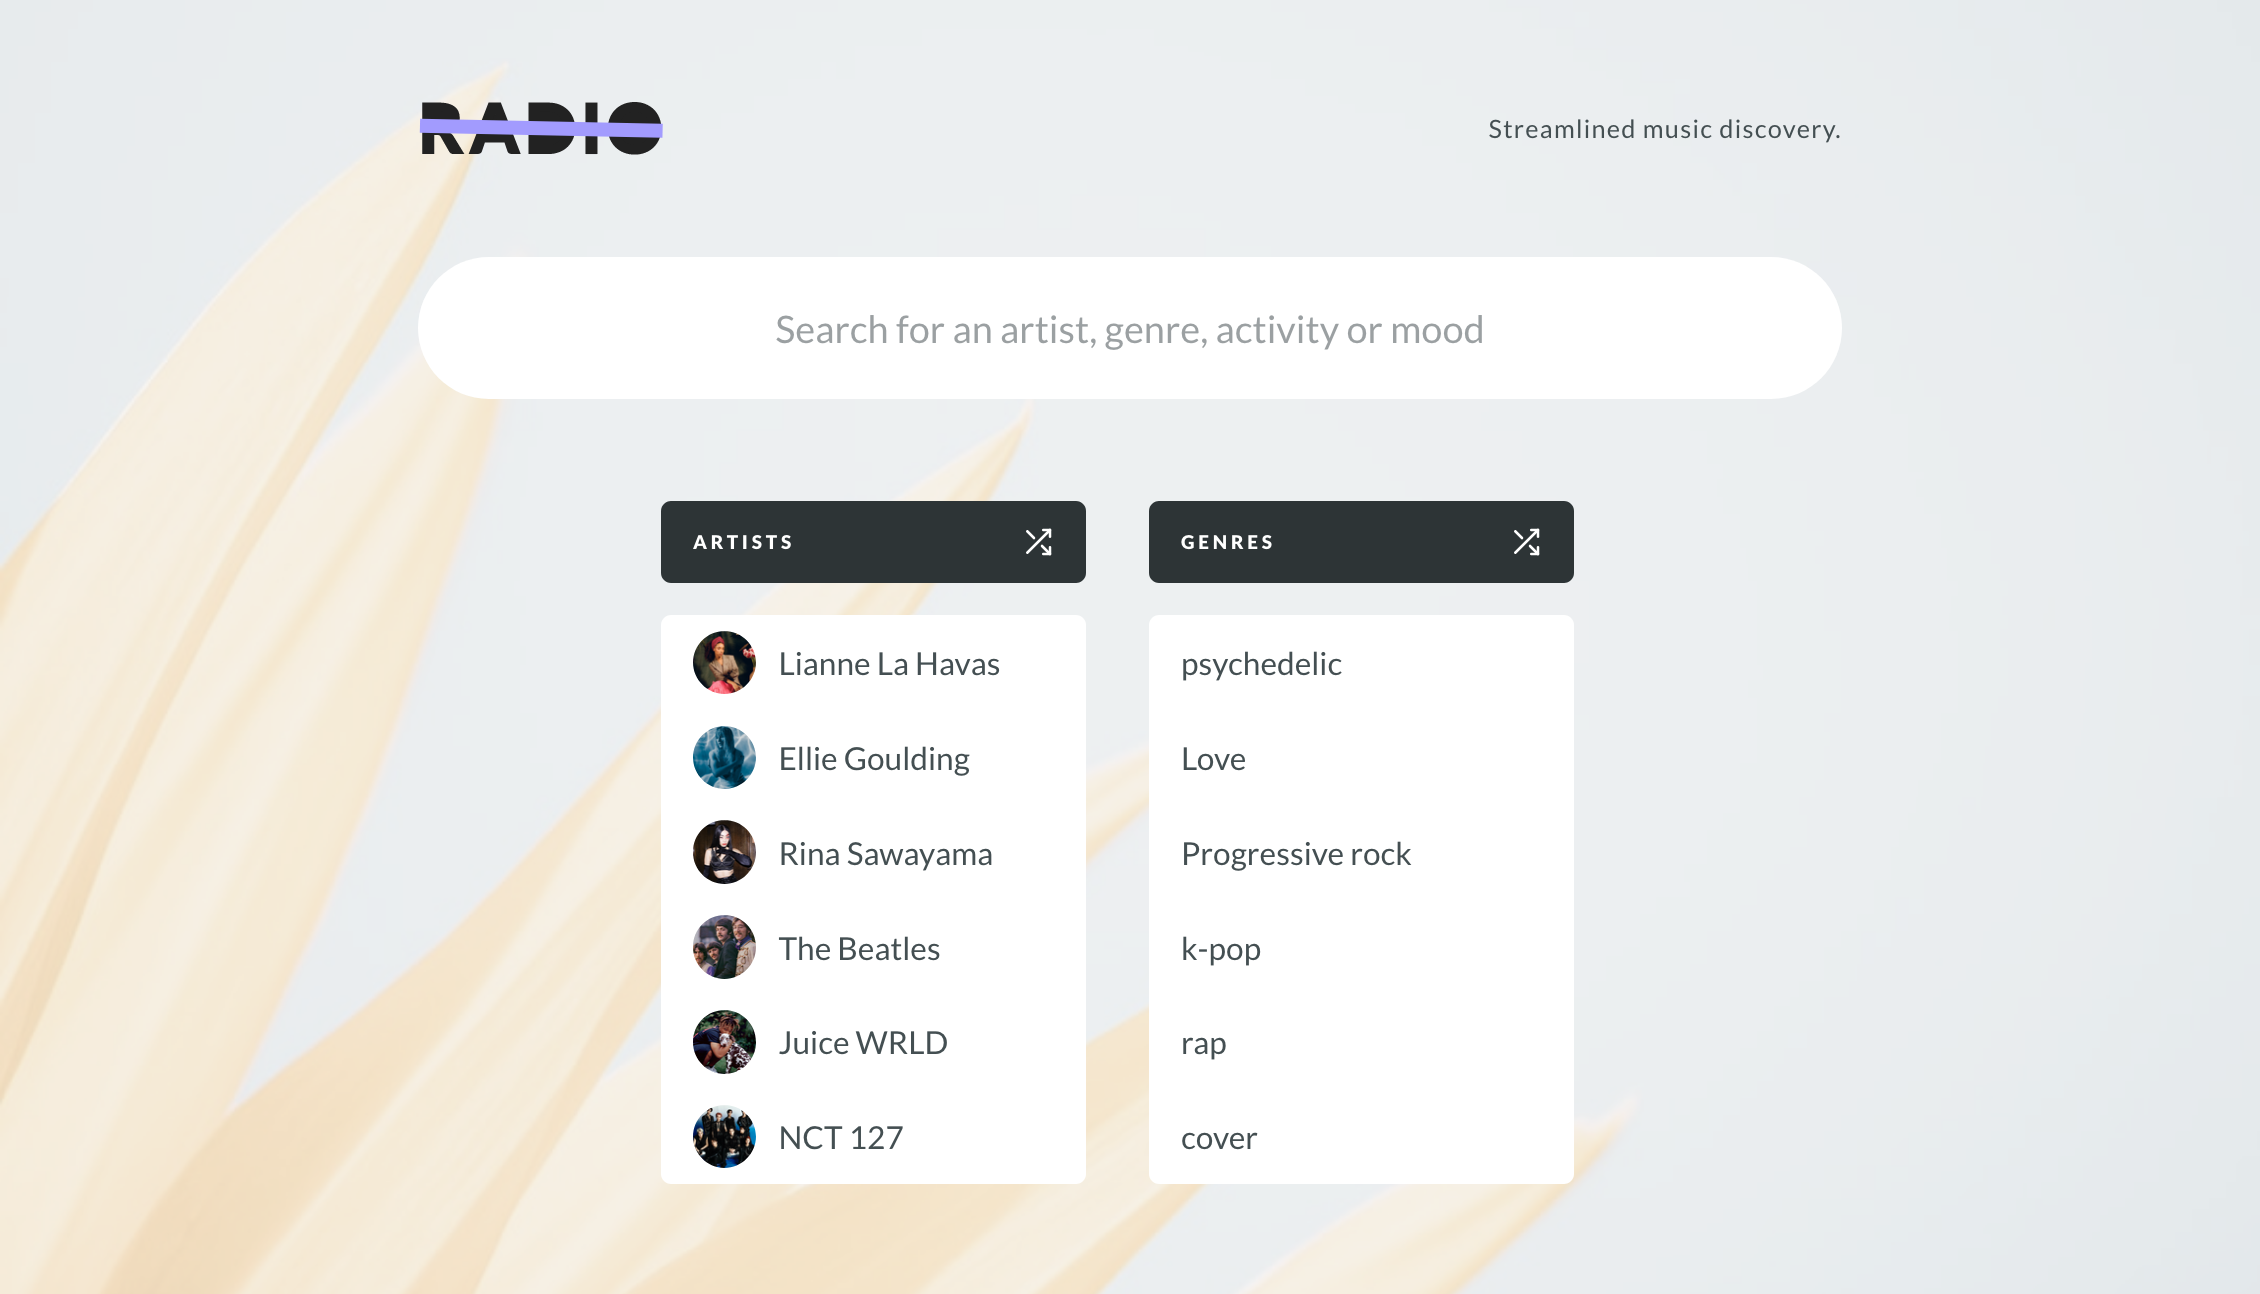 RADIO
Streamlined music discovery.
Search for an artist, genre, activity or mood
ARTISTS
Lianne La Havas
Ellie Goulding
Rina Sawayama
The Beatles
Juice WRLD
NCT 127
GENRES
psychedelic
Love
Progressive rock
k-pop
rap
cover